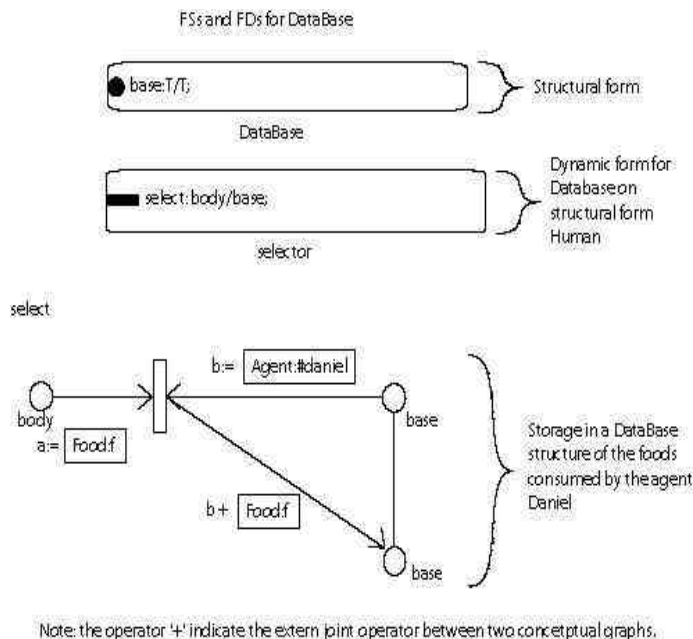 FSs and FDs for DataBase
base:T/T;
Structural form
DataBase
select: body/base;
Dynamic form for
Database on
structural form
Human
selector
select
b:= Agent:#daniel
body
base
a:= Food:f
Storage in a DataBase
structure of the foods
consumed by the agent
Daniel
b + Food:f
base
Note: the operator '+' indicate the extern joint operator between two concetptual graphs.